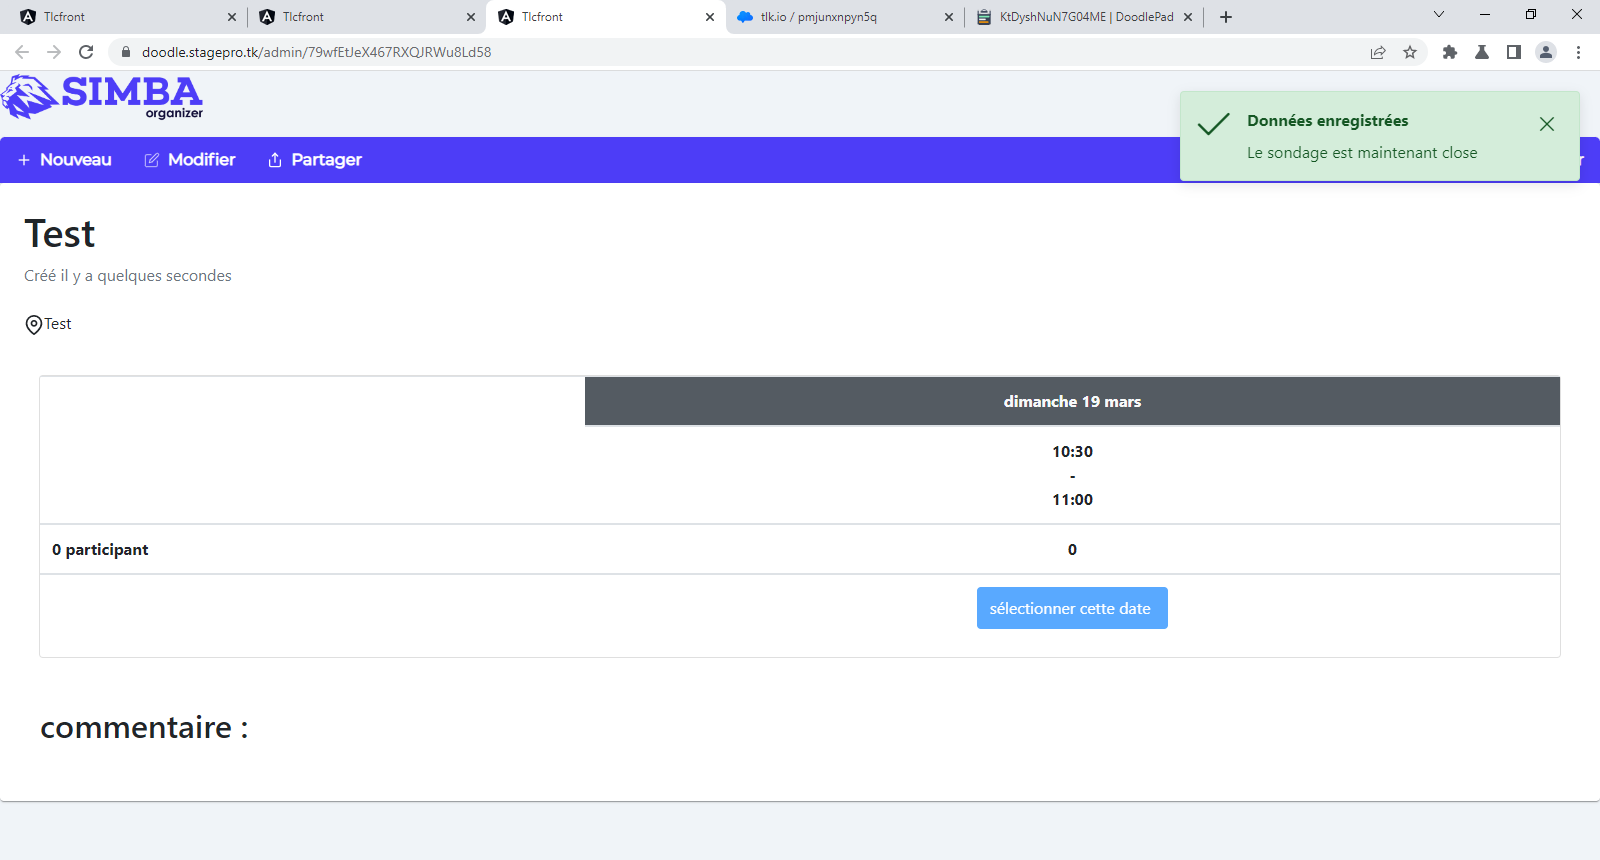 Tlcfront
Tlcfront
Tlcfront
tlk.io / pmjunxnpyn5q
KtDyshNuN7G04ME | DoodlePad
doodle.stagepro.tk/admin/79wfEtJeX467RXQJRWu8Ld58
SIMBA
organizer
Données enregistrées
Le sondage est maintenant close
Nouveau
Modifier
Partager
Test
Créé il y a quelques secondes
Test
dimanche 19 mars
10:30
-
11:00
0 participant
0
sélectionner cette date
commentaire :